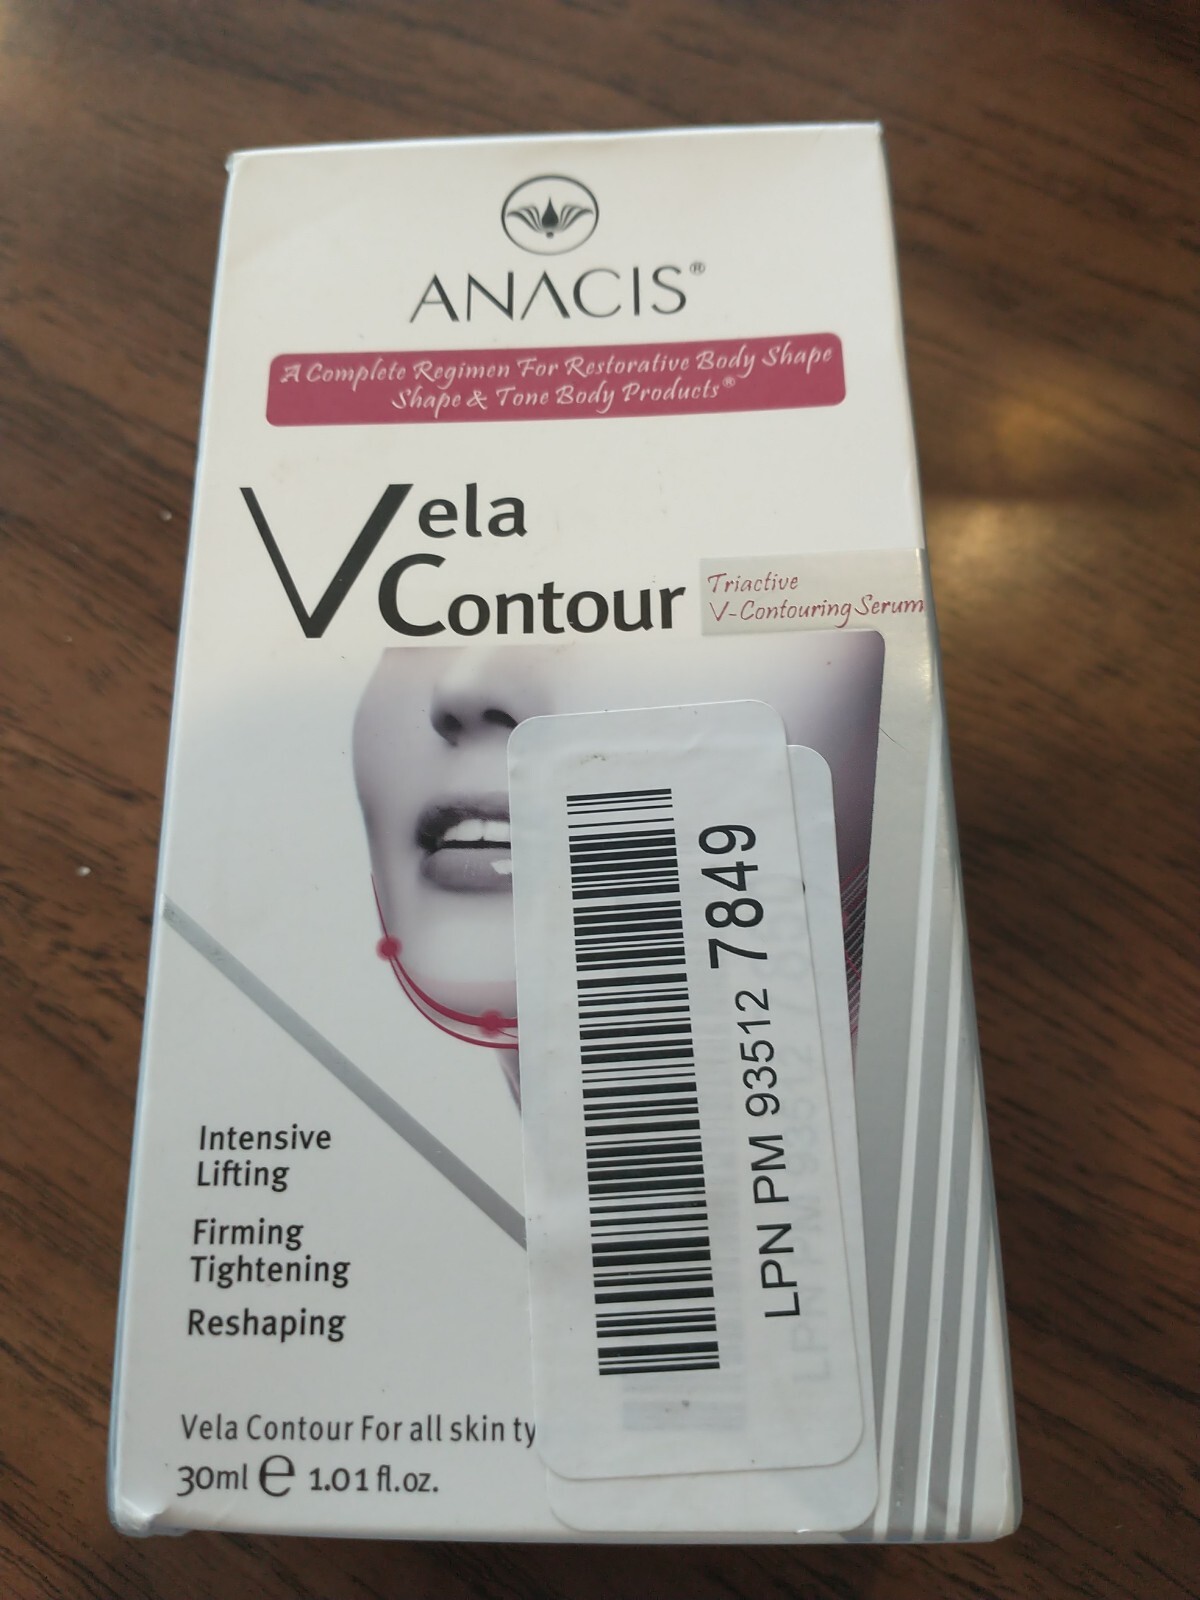 ANACIS®
A Complete Regimen For Restorative Body Shape
Shape & Tone Body Products®
Vela
Contour
Triactive
V-Contouring Serum
Intensive
Lifting
Firming
Tightening
Reshaping
Vela Contour For all skin ty
30ml e 1.01 fl.oz.
LPN PM 93512 7849